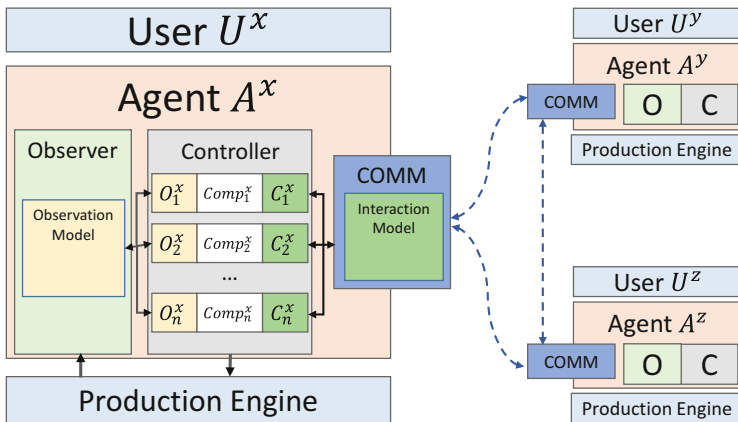 User U^x
Agent A^x
Observer
Observation
Model
Controller
O_1^x Comp_1^x C_1^x
O_2^x Comp_2^x C_2^x
...
O_n^x Comp_n^x C_n^x
COMM
Interaction
Model
Production Engine
User U^y
Agent A^y
COMM O C
Production Engine
User U^z
Agent A^z
COMM O C
Production Engine